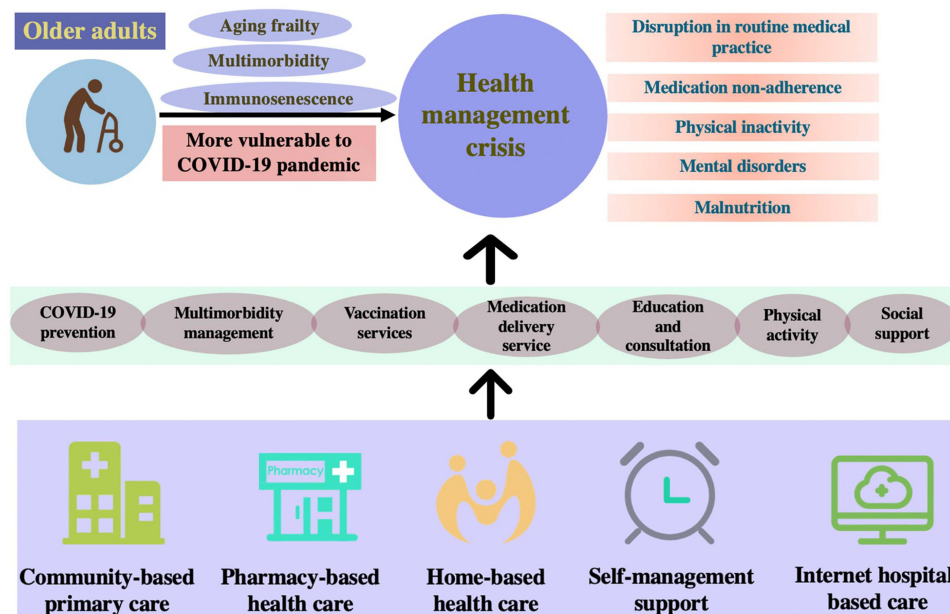 Older adults
Aging frailty
Multimorbidity
Immunosenescence
More vulnerable to
COVID-19 pandemic
Health
management
crisis
Disruption in routine medical
practice
Medication non-adherence
Physical inactivity
Mental disorders
Malnutrition
COVID-19
prevention
Multimorbidity
management
Vaccination
services
Medication
delivery
service
Education
and
consultation
Physical
activity
Social
support
Pharmacy
Community-based
primary care
Pharmacy-based
health care
Home-based
health care
Self-management
support
Internet hospital
based care